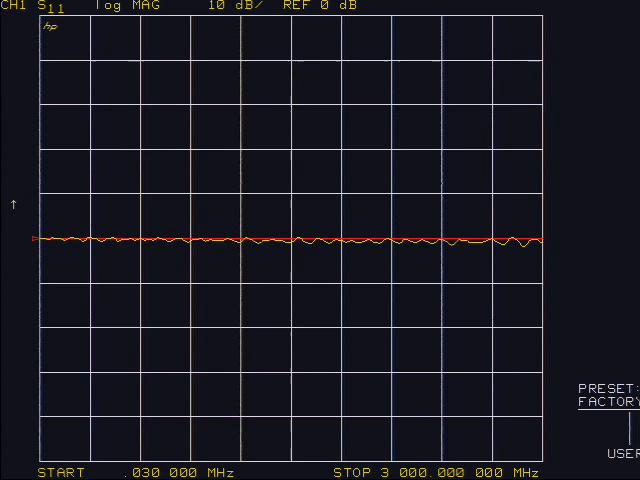 CH1 S11 log MAG 10 dB/ REF 0 dB
hp
PRESET:
FACTORY
USER
START .030 000 MHz STOP 3 000.000 000 MHz